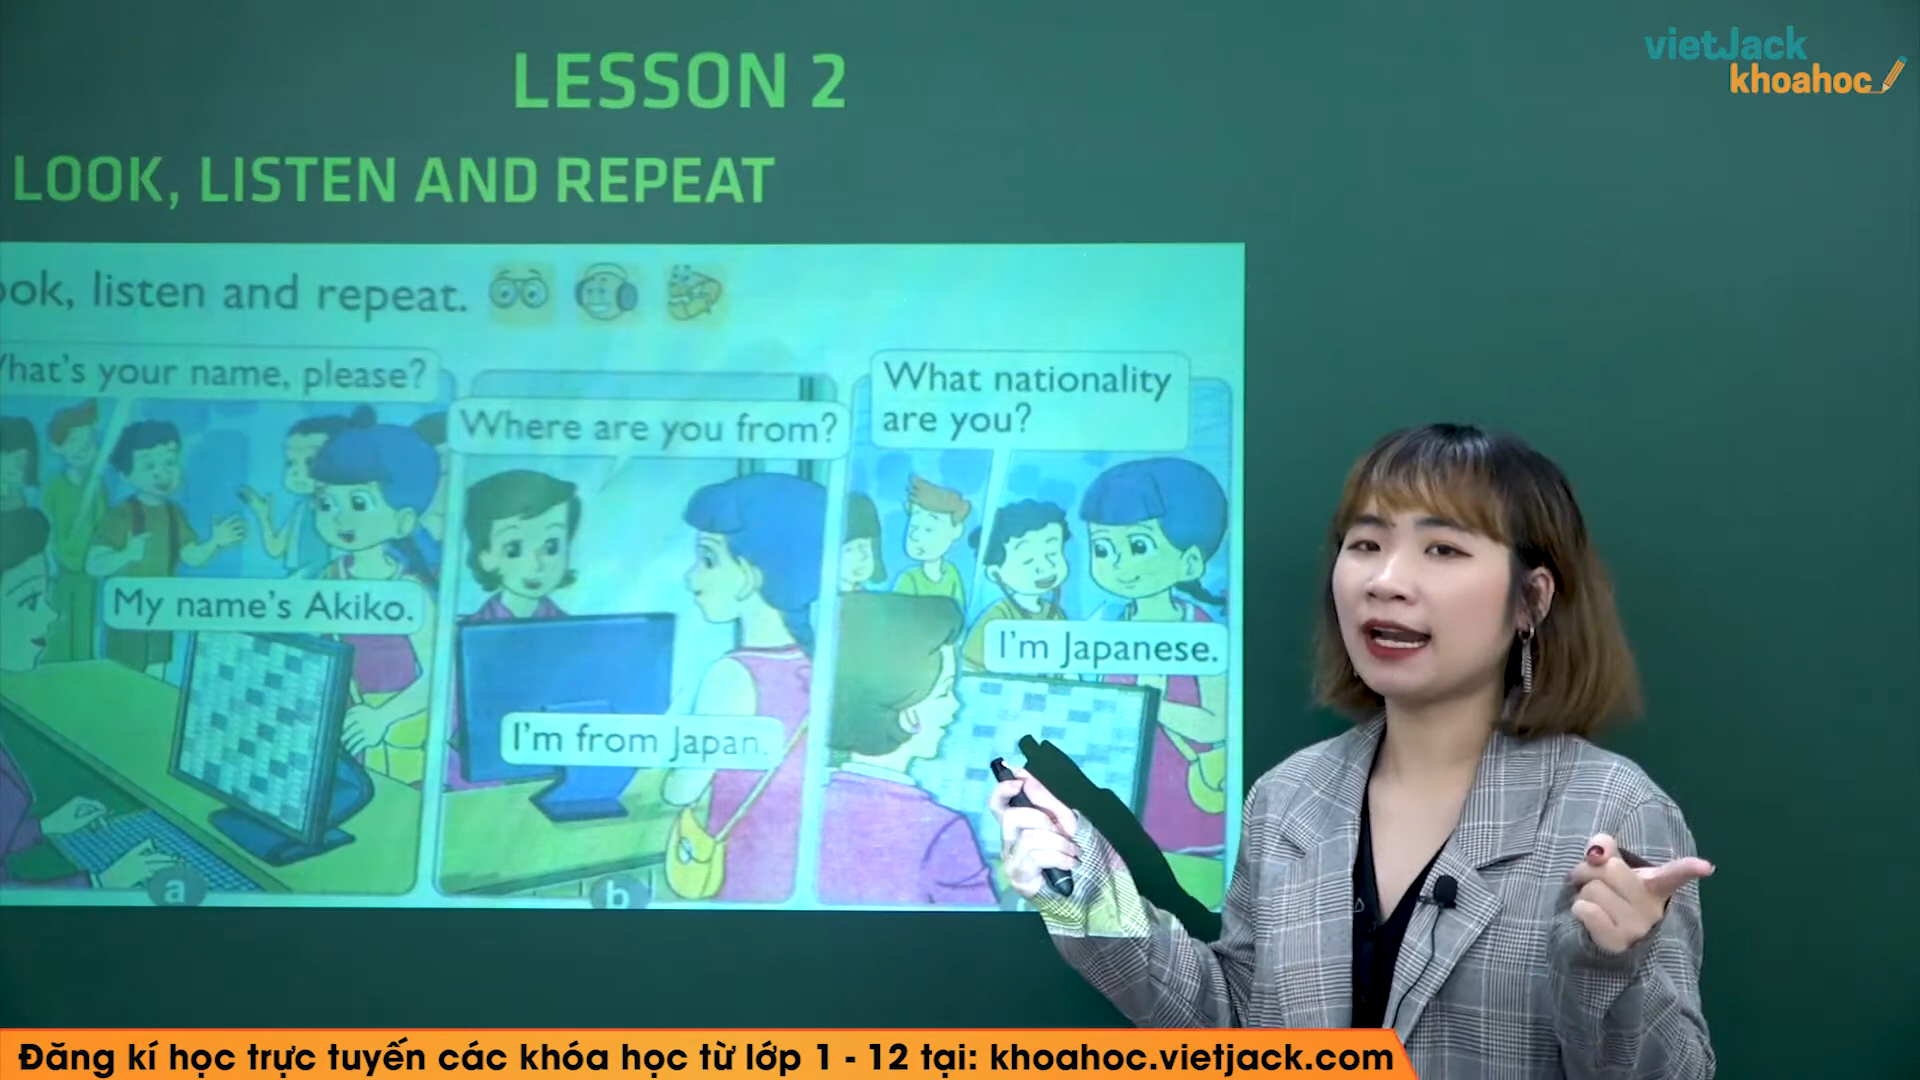 vietJack
khoahoc
LESSON 2
LOOK, LISTEN AND REPEAT
ook, listen and repeat.
hat's your name, please?
Where are you from?
What nationality
are you?
My name's Akiko.
I'm from Japan.
I'm Japanese.
a
b
Đăng kí học trực tuyến các khóa học từ lớp 1 - 12 tại: khoahoc.vietjack.com